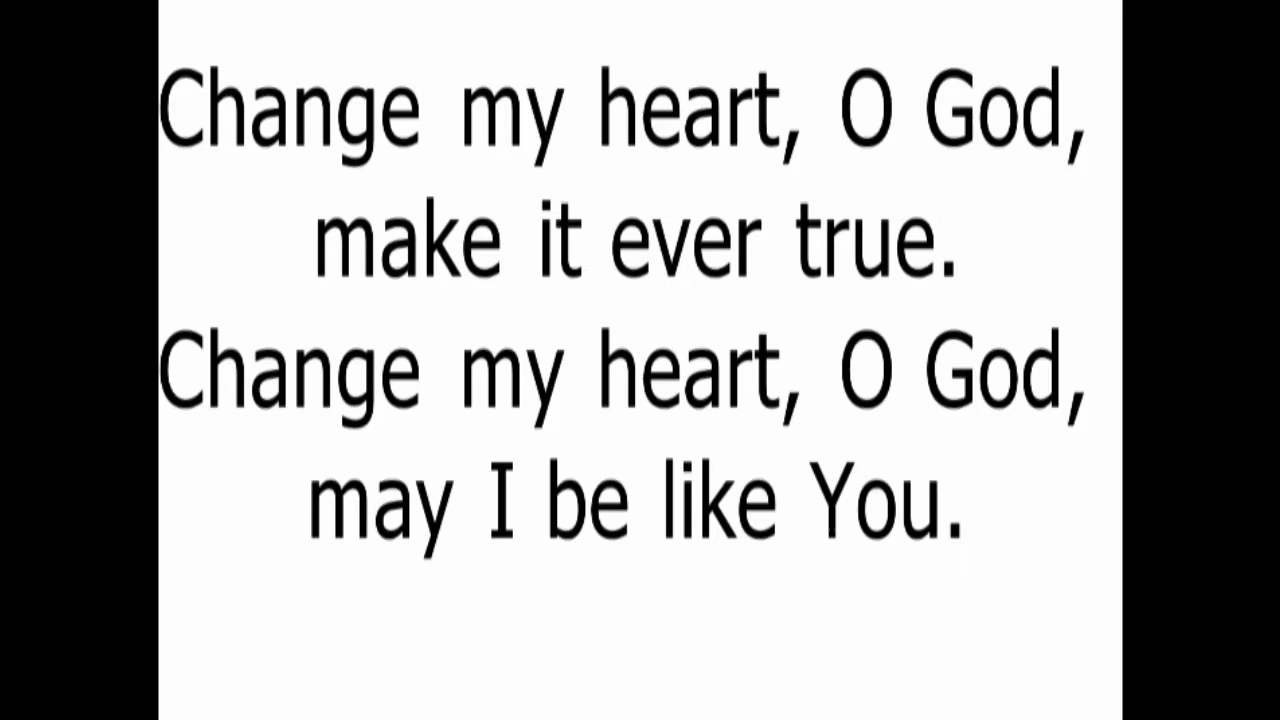 Change my heart, O God,
make it ever true.
Change my heart, O God,
may I be like You.